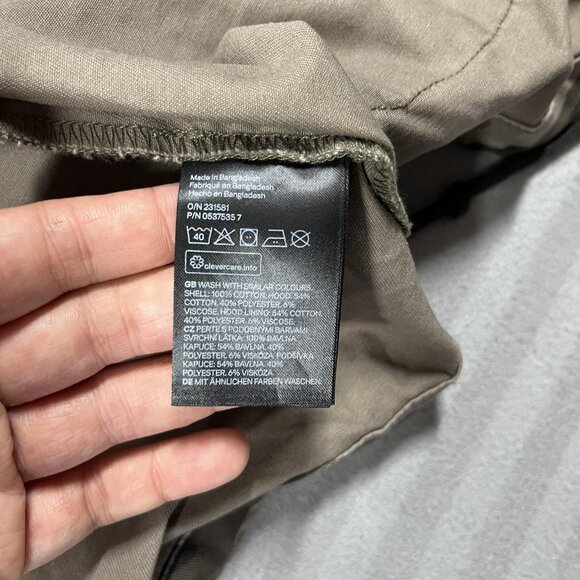 Made in Bangladesh
Fabriqué en Bangladesh
Hecho en Bangladesh
O/N 231581
P/N 0537535 7
40
clevercare.info
GB WASH WITH SIMILAR COLOURS.
SHELL: 100% COTTON. HOOD: 54%
COTTON, 40% POLYESTER, 6%
VISCOSE. HOOD LINING: 54% COTTON,
40% POLYESTER, 6% VISCOSE
CZ PERTE S PODOBNÝMI BARVAMI.
SVRCHNÍ LÁTKA: 100% BAVLNA.
KAPUCE: 54% BAVLNA, 40%
POLYESTER, 6% VISKÓZA. PODŠÍVKA
KAPUCE: 54% BAVLNA, 40%
POLYESTER, 6% VISKÓZA
DE MIT ÄHNLICHEN FARBEN WASCHEN.